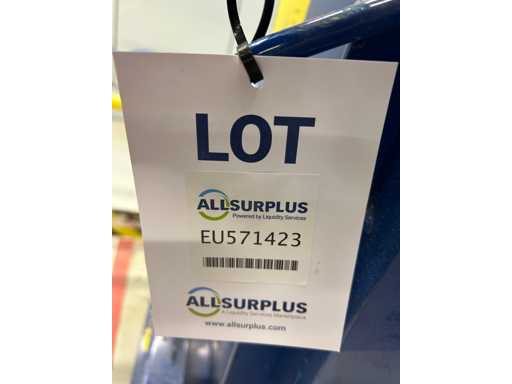 LOT
ALLSURPLUS
Powered by Liquidity Services
EU571423
ALLSURPLUS
A Liquidity Services Marketplace
www.allsurplus.com